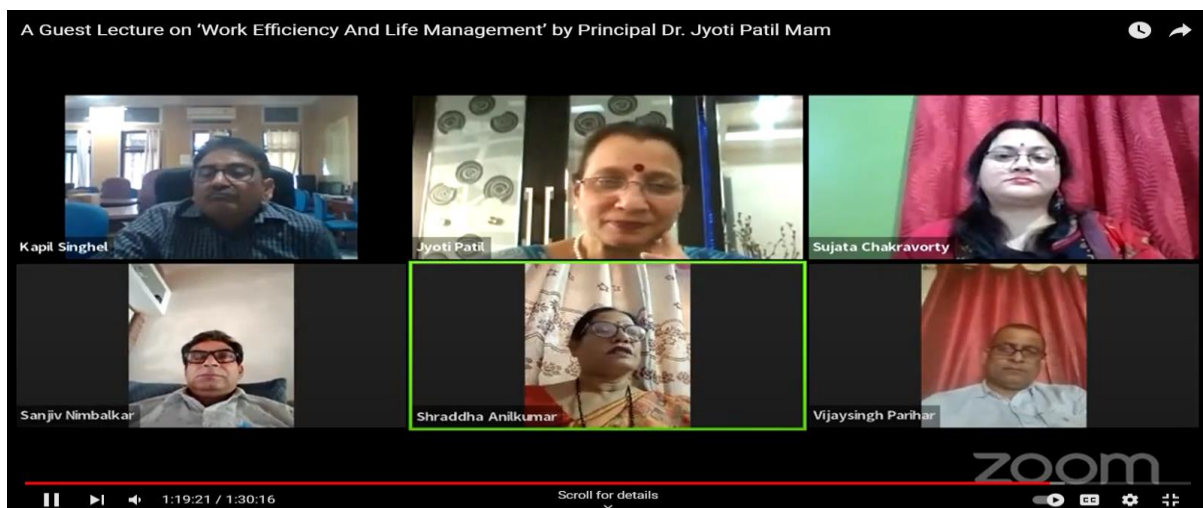 A Guest Lecture on ‘Work Efficiency And Life Management’ by Principal Dr. Jyoti Patil Mam
Kapil Singhel
Jyoti Patil
Sujata Chakravorty
Sanjiv Nimbalkar
Shraddha Anilkumar
Vijaysingh Parihar
zoom
1:19:21 / 1:30:16
Scroll for details
CC